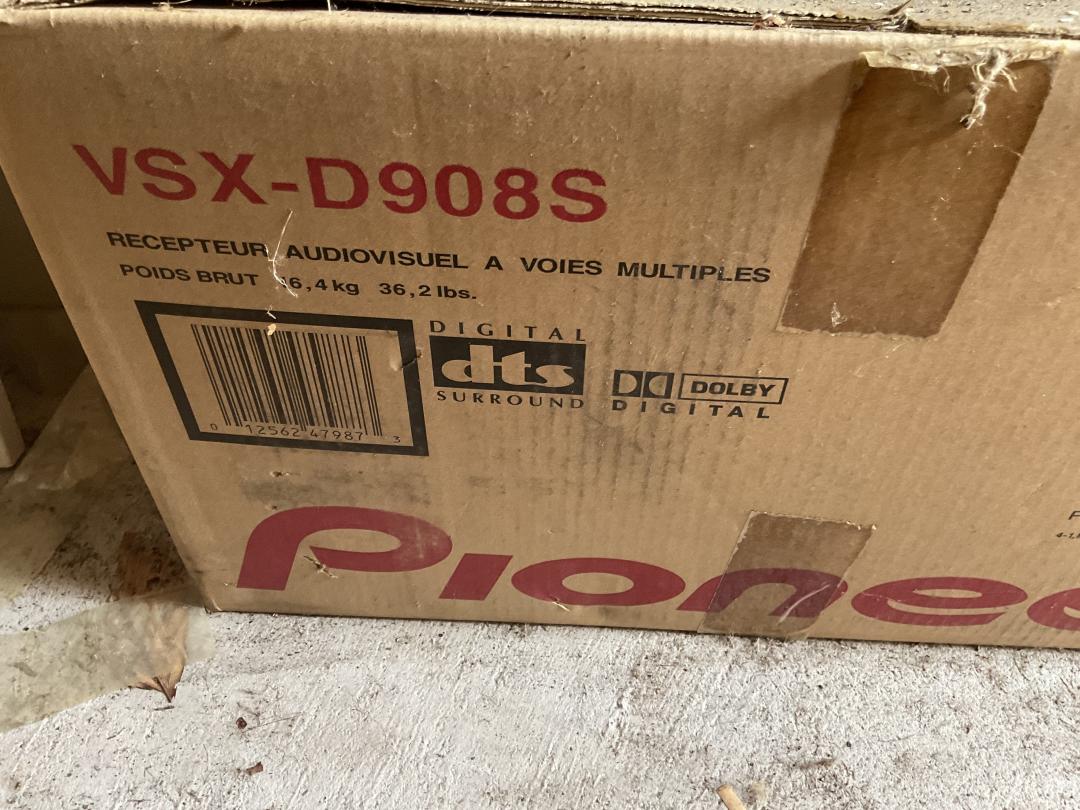 VSX-D908S
RECEPTEUR AUDIOVISUEL A VOIES MULTIPLES
POIDS BRUT 16,4kg 36,2 lbs.
DIGITAL
dts
SURROUND
DOLBY
DIGITAL
0 12562 47987 3
Pionee